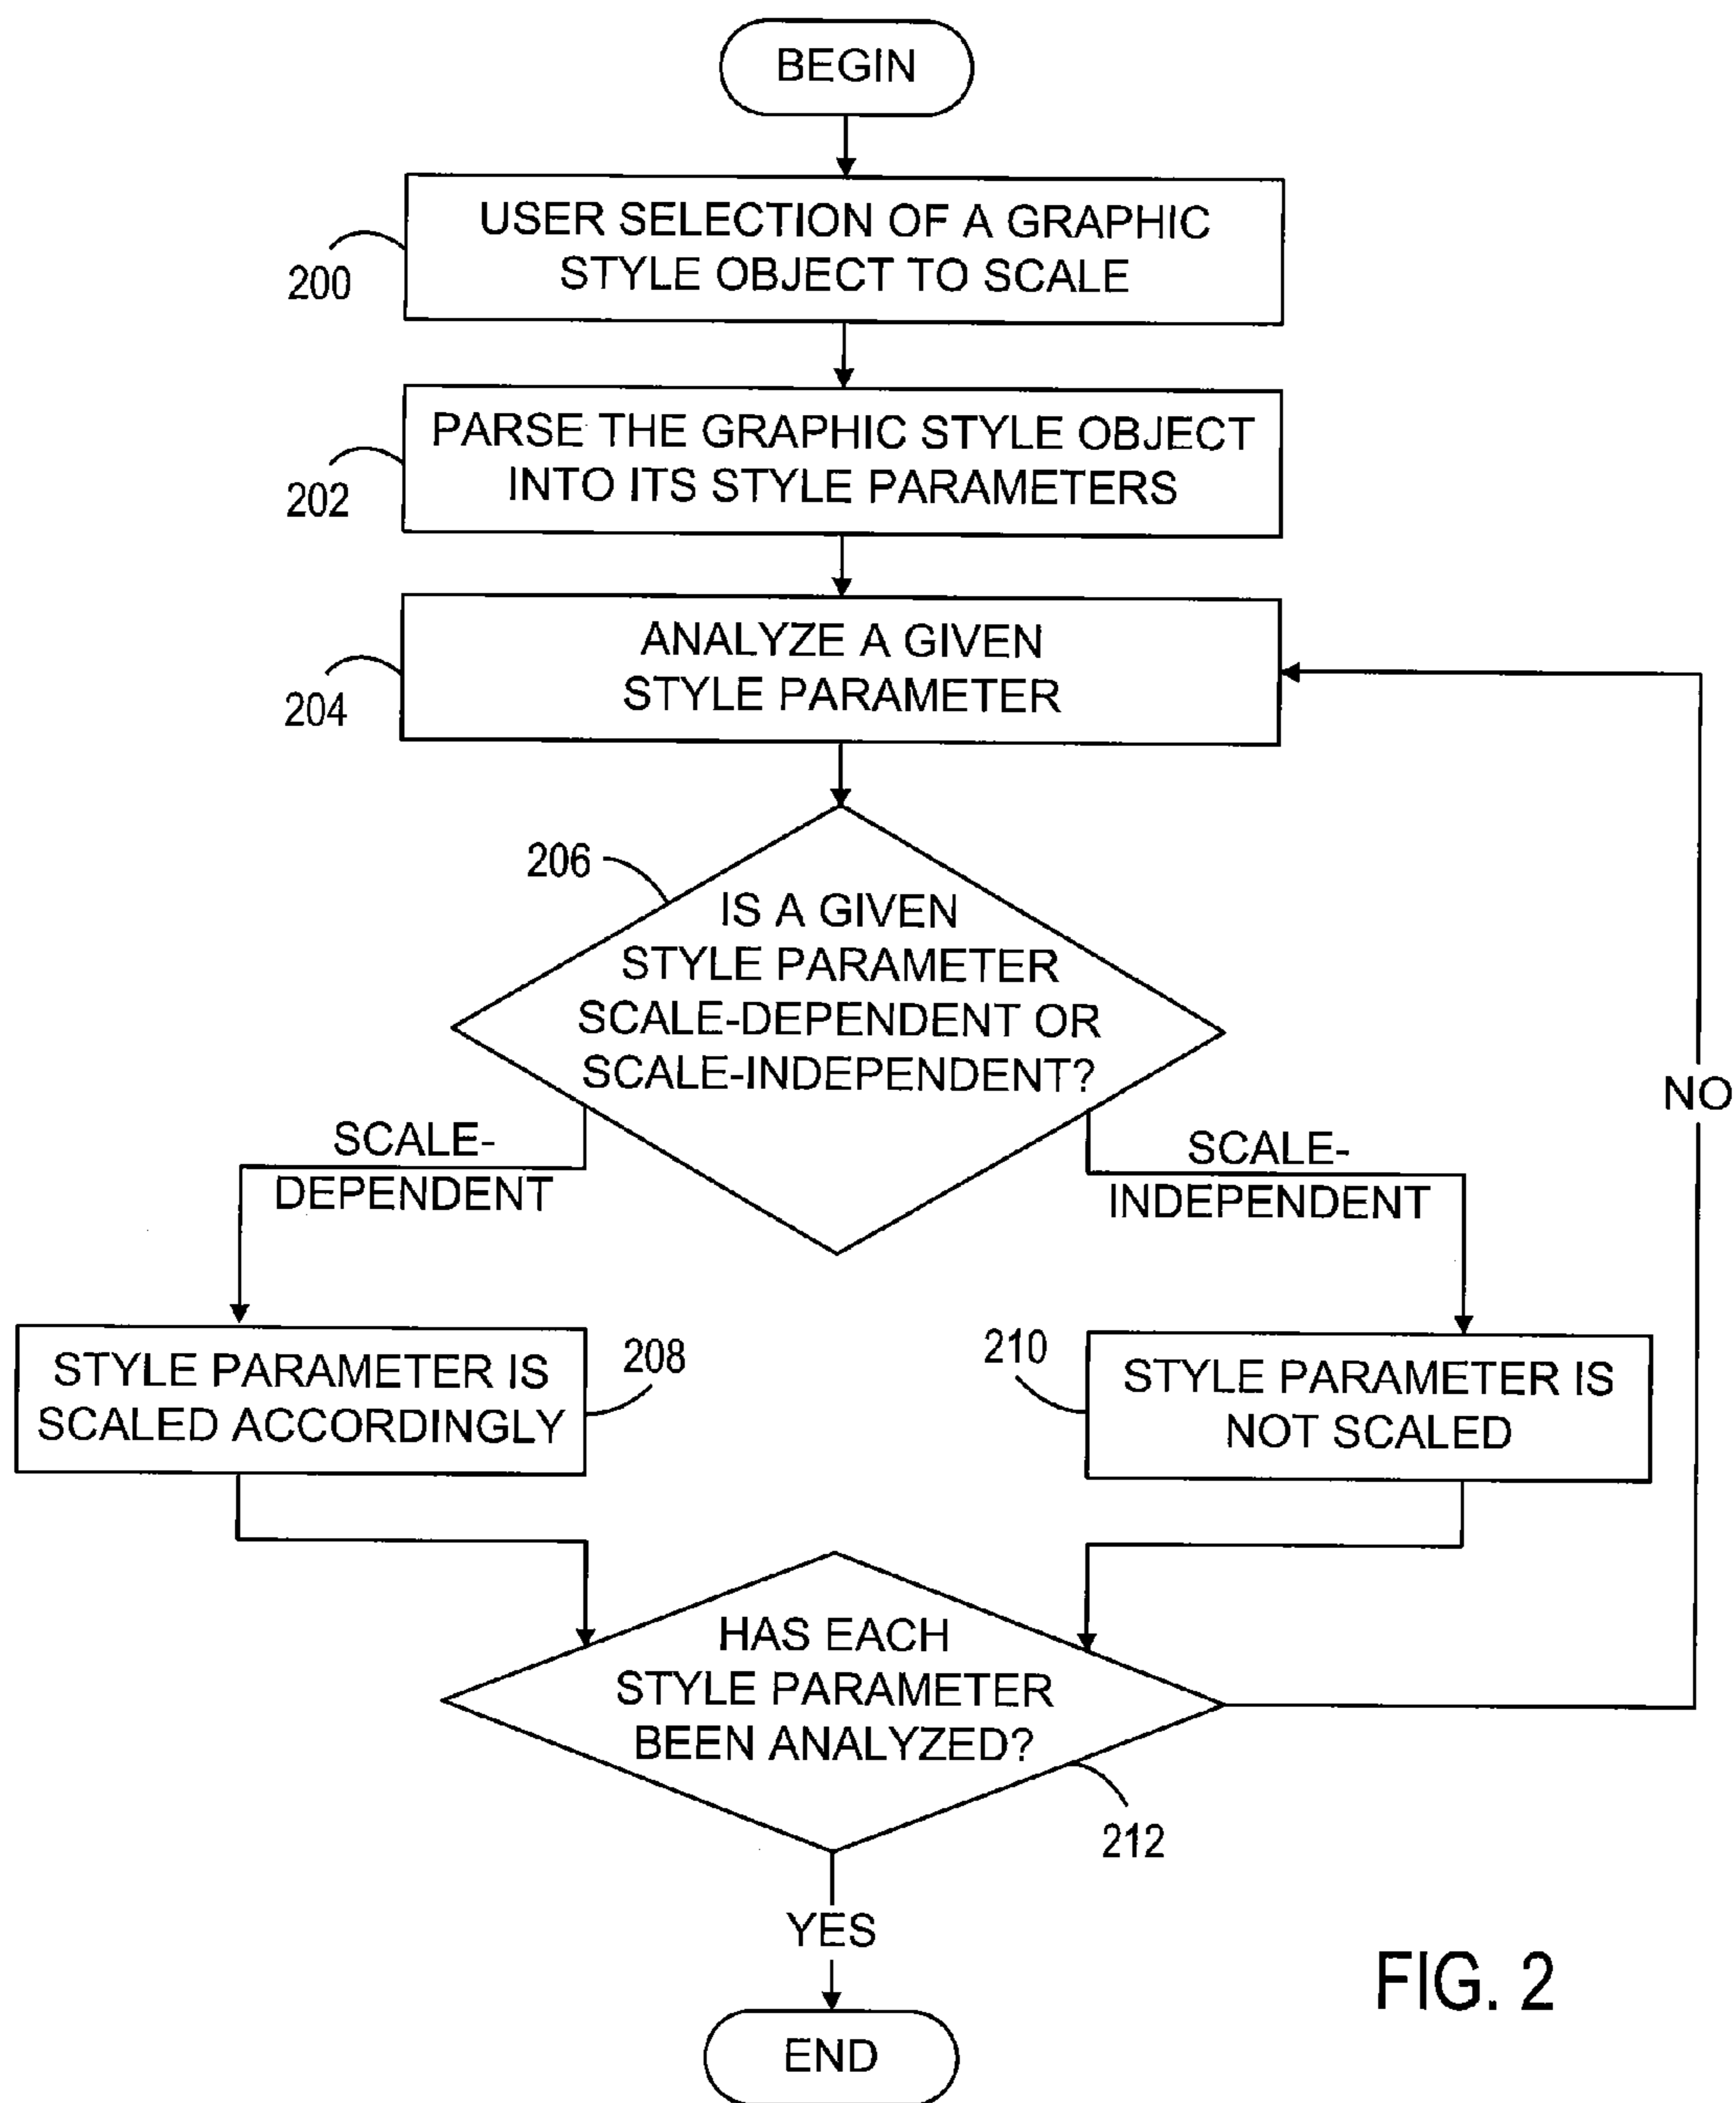 BEGIN
USER SELECTION OF A GRAPHIC
STYLE OBJECT TO SCALE
200
PARSE THE GRAPHIC STYLE OBJECT
INTO ITS STYLE PARAMETERS
202
ANALYZE A GIVEN
STYLE PARAMETER
204
206
IS A GIVEN
STYLE PARAMETER
SCALE-DEPENDENT OR
SCALE-INDEPENDENT?
NO
SCALE-
DEPENDENT
SCALE-
INDEPENDENT
STYLE PARAMETER IS
SCALED ACCORDINGLY
208
210
STYLE PARAMETER IS
NOT SCALED
HAS EACH
STYLE PARAMETER
BEEN ANALYZED?
212
YES
END
FIG. 2